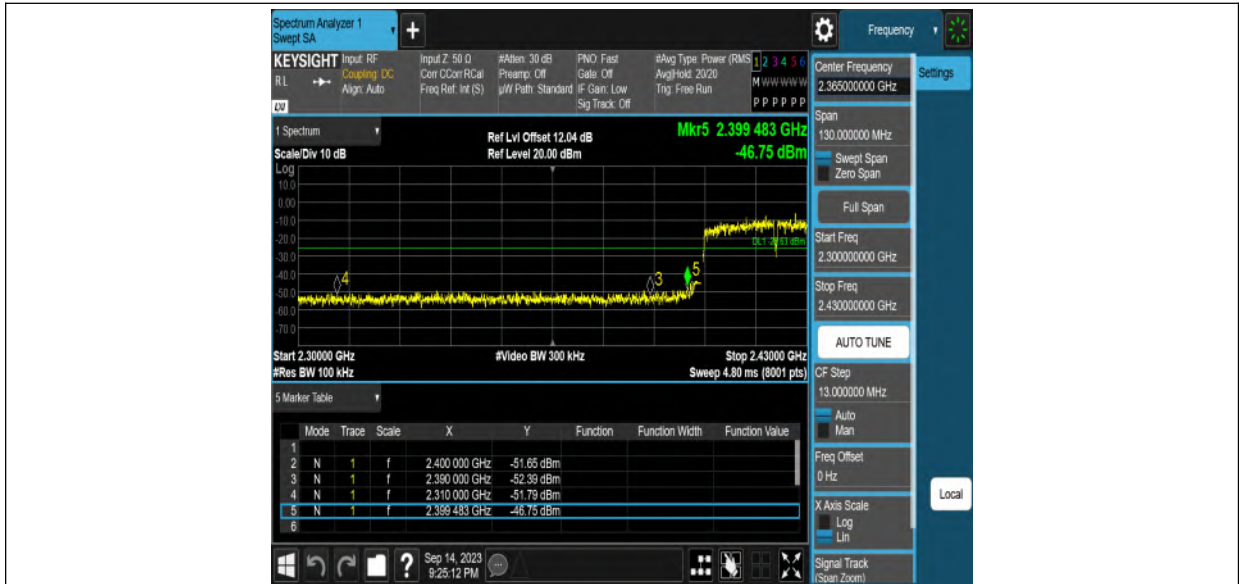 Spectrum Analyzer 1
Swept SA
+
Frequency
KEYSIGHT
RL
LXI
Input: RF
Coupling: DC
Align: Auto
Input Z: 50 Ω
Corr CCorr RCal
Freq Ref: Int (S)
#Atten: 30 dB
Preamp: Off
µW Path: Standard
PNO: Fast
Gate: Off
IF Gain: Low
Sig Track: Off
#Avg Type: Power (RMS
Avg|Hold: 20/20
Trig: Free Run
1 2 3 4 5 6
M W W W W W
P P P P P P
1 Spectrum
Scale/Div 10 dB
Ref Lvl Offset 12.04 dB
Ref Level 20.00 dBm
Mkr5 2.399 483 GHz
-46.75 dBm
Log
10.0
0.00
-10.0
-20.0
-30.0
-40.0
-50.0
-60.0
-70.0
4
3
5
Start 2.30000 GHz
#Video BW 300 kHz
Stop 2.43000 GHz
#Res BW 100 kHz
Sweep 4.80 ms (8001 pts)
5 Marker Table
Mode Trace Scale X Y Function Function Width Function Value
1
2 N 1 f 2.400 000 GHz -51.65 dBm
3 N 1 f 2.390 000 GHz -52.39 dBm
4 N 1 f 2.310 000 GHz -51.79 dBm
5 N 1 f 2.399 483 GHz -46.75 dBm
6
?
Sep 14, 2023
9:25:12 PM
Center Frequency
2.365000000 GHz
Settings
Span
130.000000 MHz
Swept Span
Zero Span
Full Span
Start Freq
2.300000000 GHz
Stop Freq
2.430000000 GHz
AUTO TUNE
CF Step
13.000000 MHz
Auto
Man
Freq Offset
0 Hz
Local
X Axis Scale
Log
Lin
Signal Track
(Span Zoom)